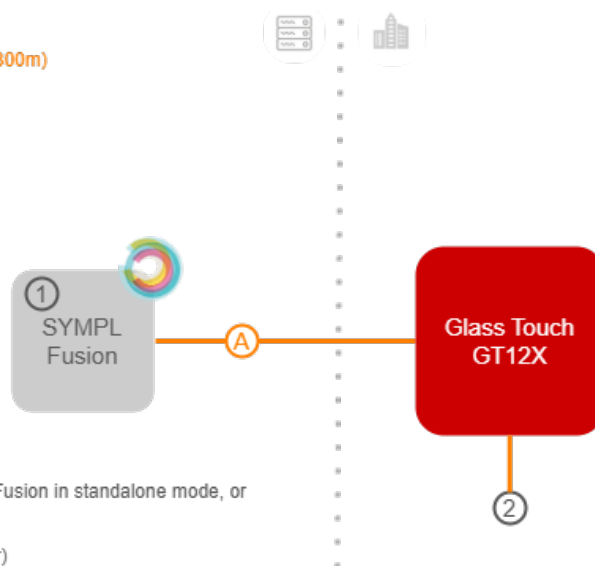 300m)
1
SYMPL
Fusion
A
Glass Touch
GT12X
Fusion in standalone mode, or
2
)